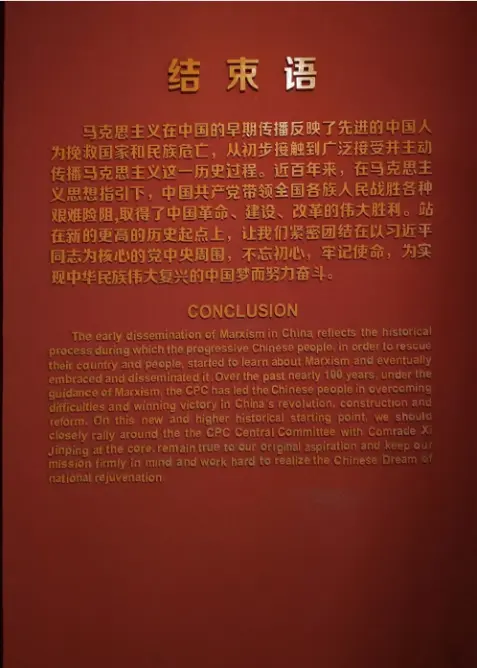 结束语
马克思主义在中国的早期传播反映了先进的中国人
为挽救国家和民族危亡，从初步接触到广泛接受并主动
传播马克思主义这一历史过程。近百年来，在马克思主
义思想指引下，中国共产党带领全国各族人民战胜各种
艰难险阻,取得了中国革命、建设、改革的伟大胜利。站
在新的更高的历史起点上，让我们紧密团结在以习近平
同志为核心的党中央周围，不忘初心，牢记使命，为实
现中华民族伟大复兴的中国梦而努力奋斗。
CONCLUSION
The early dissemination of Marxism in China reflects the historical
process during which the progressive Chinese people, in order to rescue
their country and people, started to learn about Marxism and eventually
embraced and disseminated it. Over the past nearly 100 years, under the
guidance of Marxism, the CPC has led the Chinese people in overcoming
difficulties and winning victory in China's revolution, construction and
reform. On this new and higher historical starting point, we should
closely rally around the the CPC Central Committee with Comrade Xi
Jinping at the core, remain true to our original aspiration and keep our
mission firmly in mind and work hard to realize the Chinese Dream of
national rejuvenation